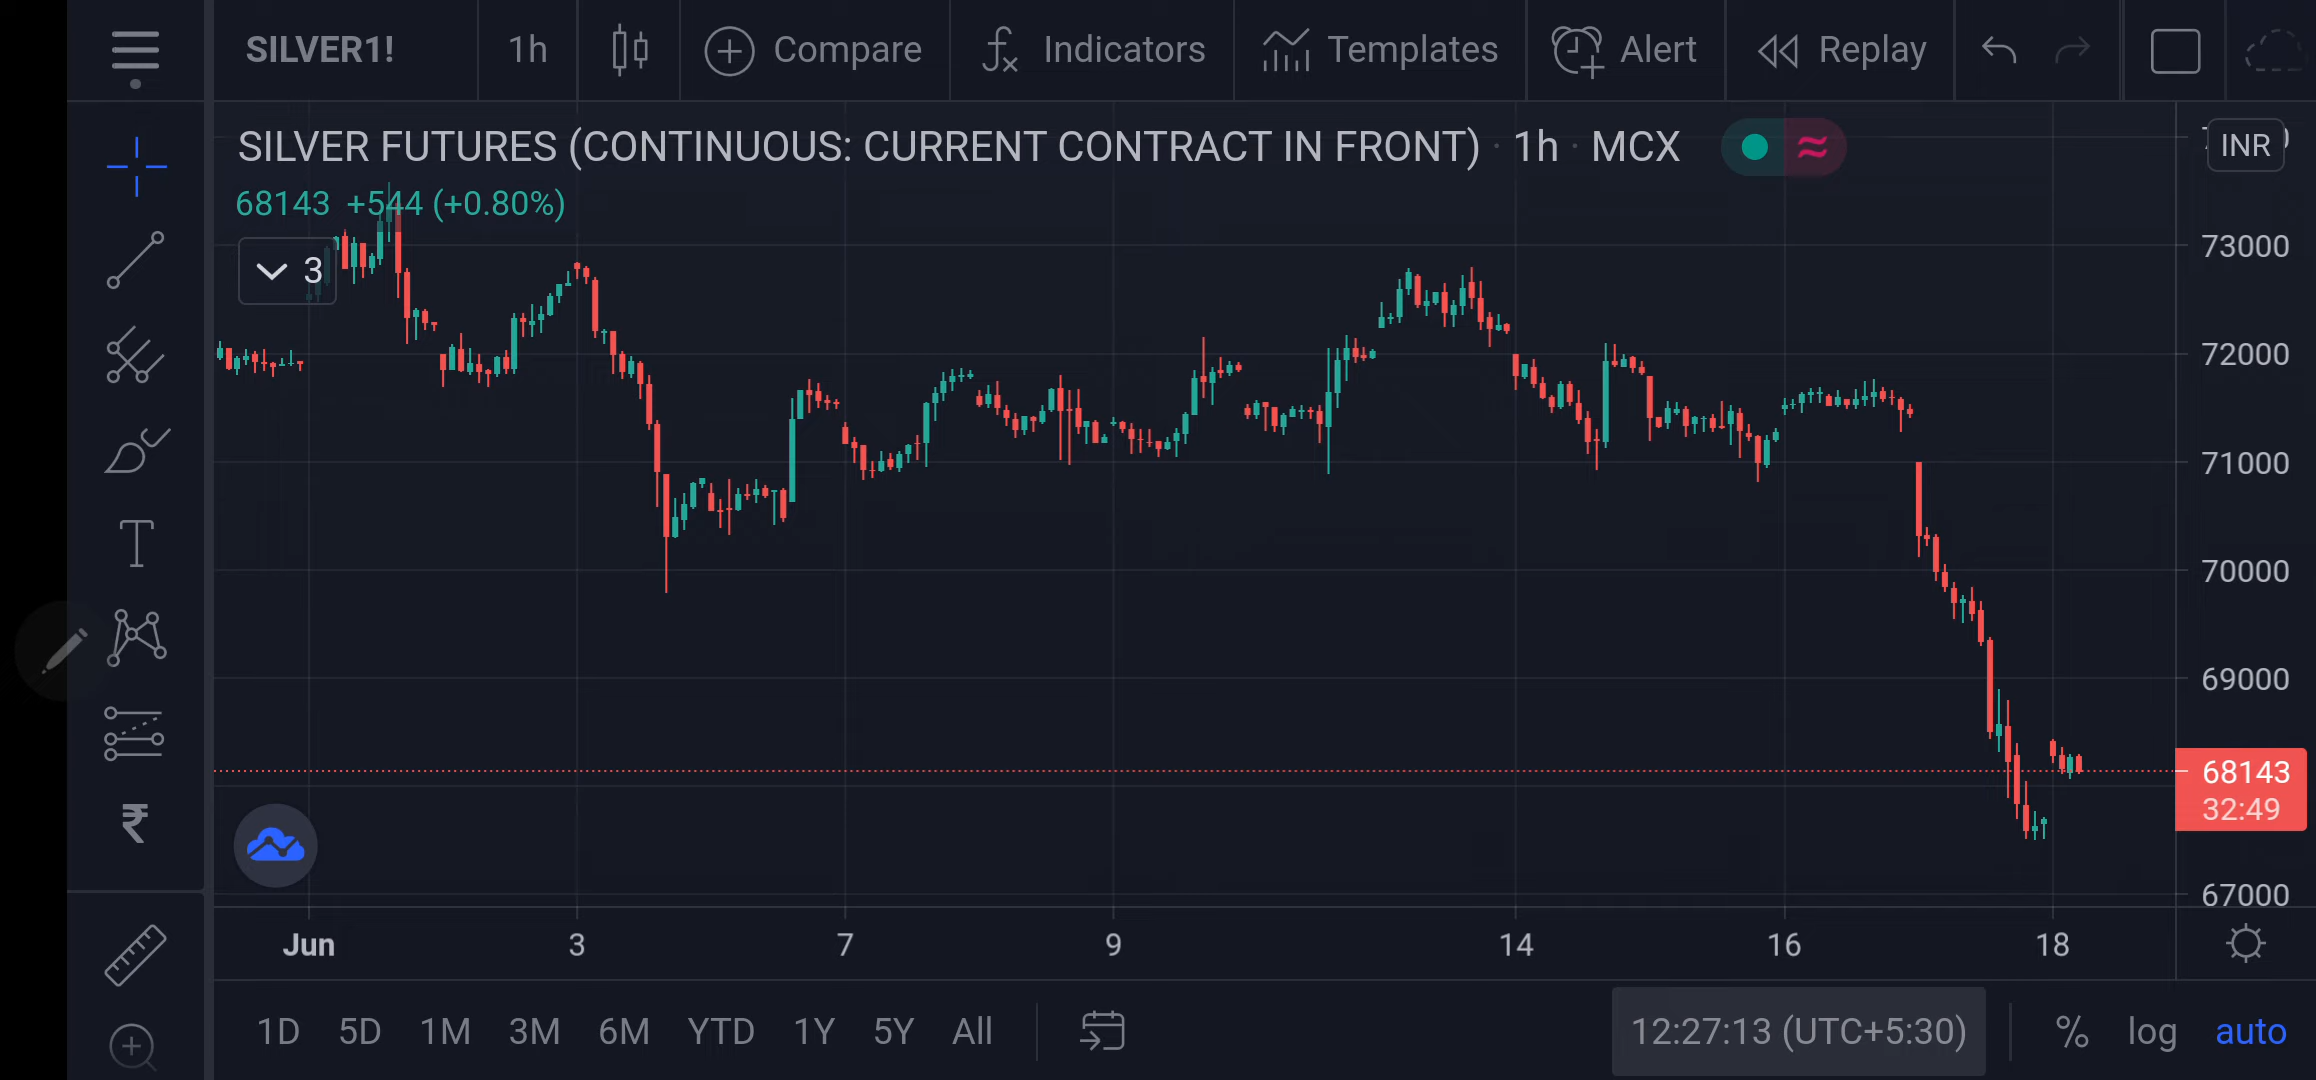 SILVER1! 1h Compare Indicators Templates Alert Replay
SILVER FUTURES (CONTINUOUS: CURRENT CONTRACT IN FRONT) · 1h · MCX
INR
68143 +544 (+0.80%)
3
73000
72000
71000
70000
69000
68143
32:49
67000
Jun 3 7 9 14 16 18
1D 5D 1M 3M 6M YTD 1Y 5Y All 12:27:13 (UTC+5:30) % log auto